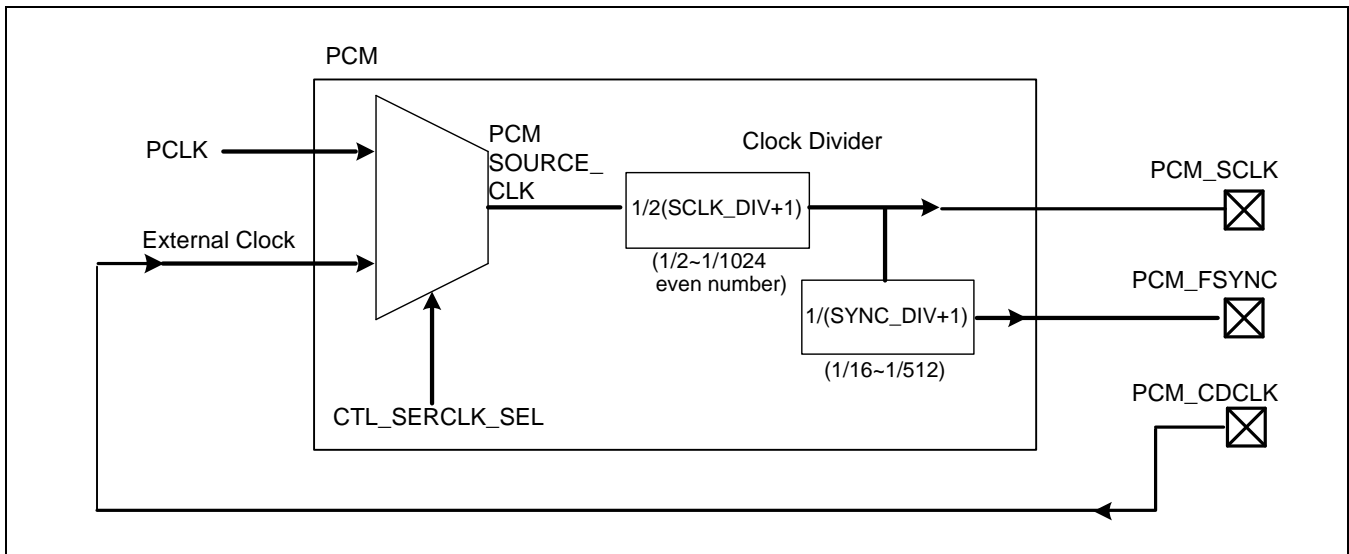 PCM
PCLK
PCM
SOURCE_
CLK
Clock Divider
PCM_SCLK
1/2(SCLK_DIV+1)
External Clock
(1/2~1/1024
even number)
PCM_FSYNC
1/(SYNC_DIV+1)
(1/16~1/512)
PCM_CDCLK
CTL_SERCLK_SEL